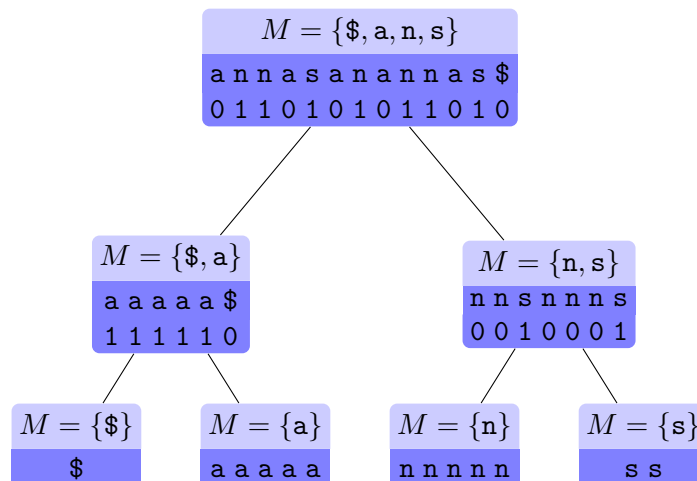 M = {$, a, n, s}
a n n a s a n a n n a s $
0 1 1 0 1 0 1 0 1 1 0 1 0
M = {$, a}
a a a a a $
1 1 1 1 1 0
M = {n, s}
n n s n n n s
0 0 1 0 0 0 1
M = {$}
$
M = {a}
a a a a a
M = {n}
n n n n n
M = {s}
s s